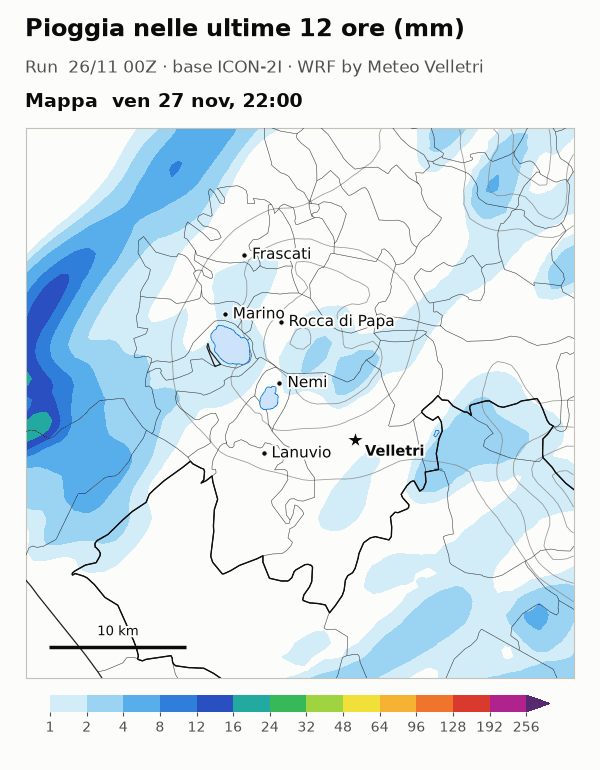 Pioggia nelle ultime 12 ore (mm)
Run  26/11 00Z · base ICON-2I · WRF by Meteo Velletri
Mappa  ven 27 nov, 22:00
Frascati
Marino
Rocca di Papa
Nemi
Velletri
Lanuvio
10 km
1 2 4 8 12 16 24 32 48 64 96 128 192 256